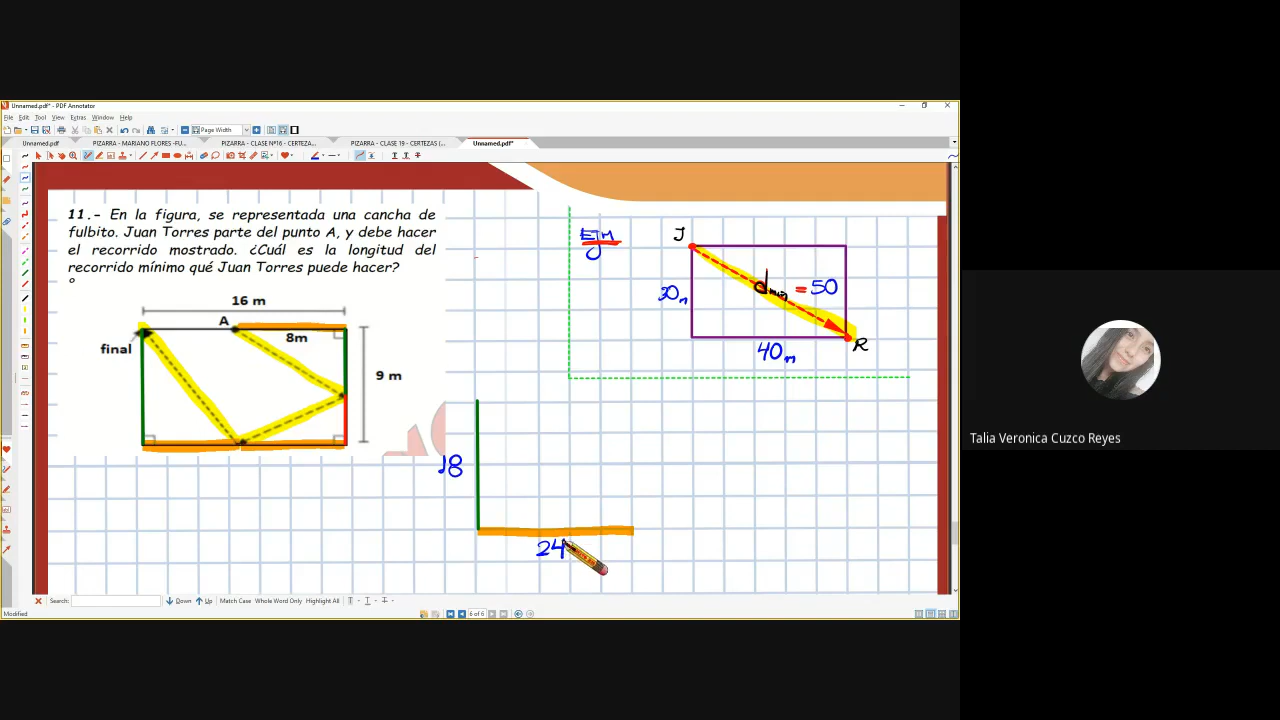 Unnamed.pdf* - PDF Annotator
File Edit Tool View Extras Window Help
Page Width
Unnamed.pdf PIZARRA - MARIANO FLORES -FU... PIZARRA - CLASE Nº16 - CERTEZA... PIZARRA - CLASE 19 - CERTEZAS (... Unnamed.pdf*
11.- En la figura, se representada una cancha de
fulbito. Juan Torres parte del punto A, y debe hacer
el recorrido mostrado. ¿Cuál es la longitud del
recorrido mínimo qué Juan Torres puede hacer?
16 m
A
8m
final
9 m
EJM
J
30m
dmin = 50
40m
R
18
24
Talia Veronica Cuzco Reyes
Search: Down Up Match Case Whole Word Only Highlight All
Modified
6 of 6